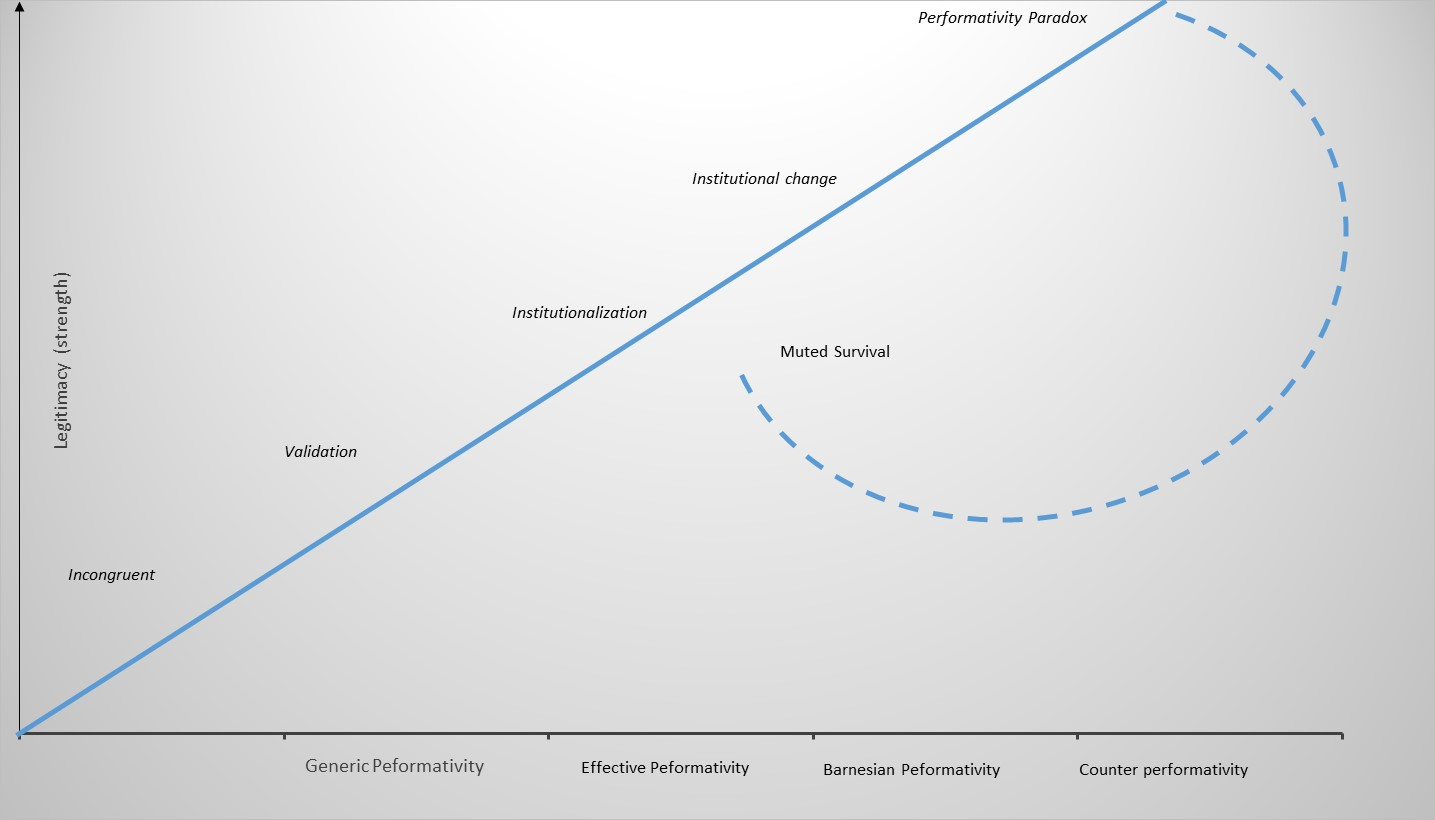 Performativity Paradox
Institutional change
Institutionalization
Muted Survival
Validation
Incongruent
Legitimacy (strength)
Generic Peformativity
Effective Peformativity
Barnesian Peformativity
Counter performativity